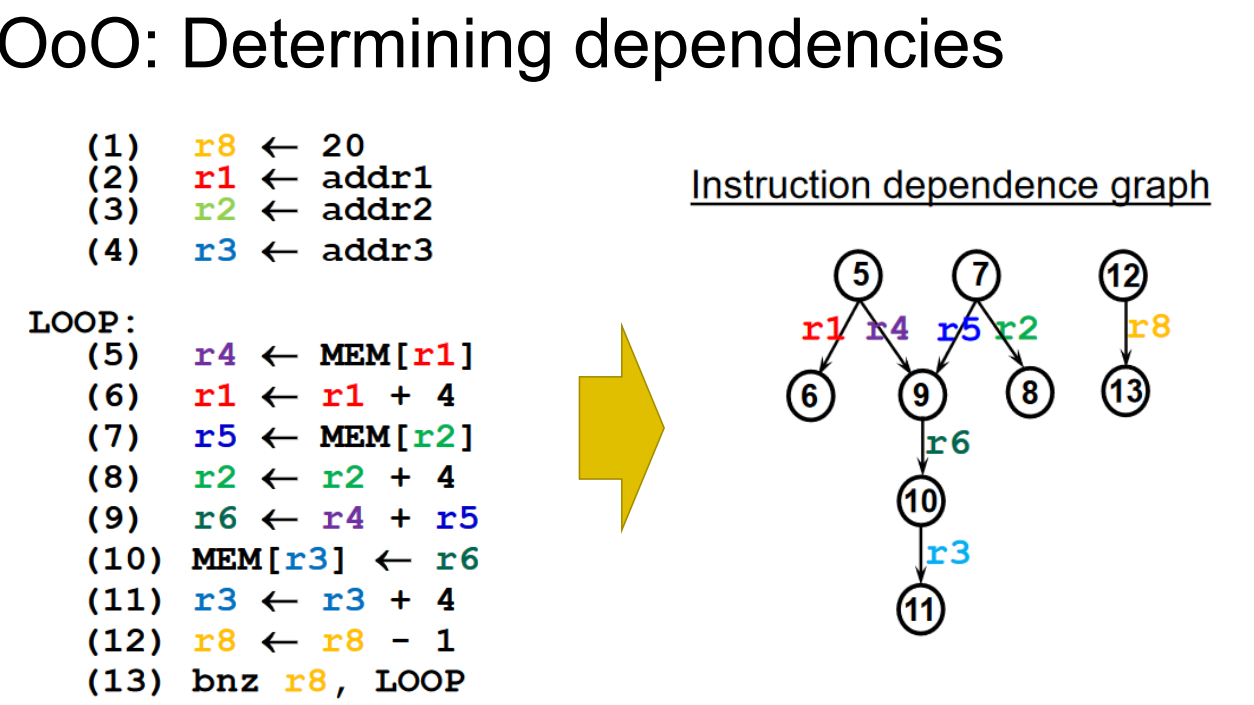 OoO: Determining dependencies
(1) r8 ← 20
(2) r1 ← addr1
(3) r2 ← addr2
(4) r3 ← addr3
LOOP:
(5) r4 ← MEM[r1]
(6) r1 ← r1 + 4
(7) r5 ← MEM[r2]
(8) r2 ← r2 + 4
(9) r6 ← r4 + r5
(10) MEM[r3] ← r6
(11) r3 ← r3 + 4
(12) r8 ← r8 - 1
(13) bnz r8, LOOP
Instruction dependence graph
5 7 12
r1 r4 r5 r2 r8
6 9 8 13
r6
10
r3
11